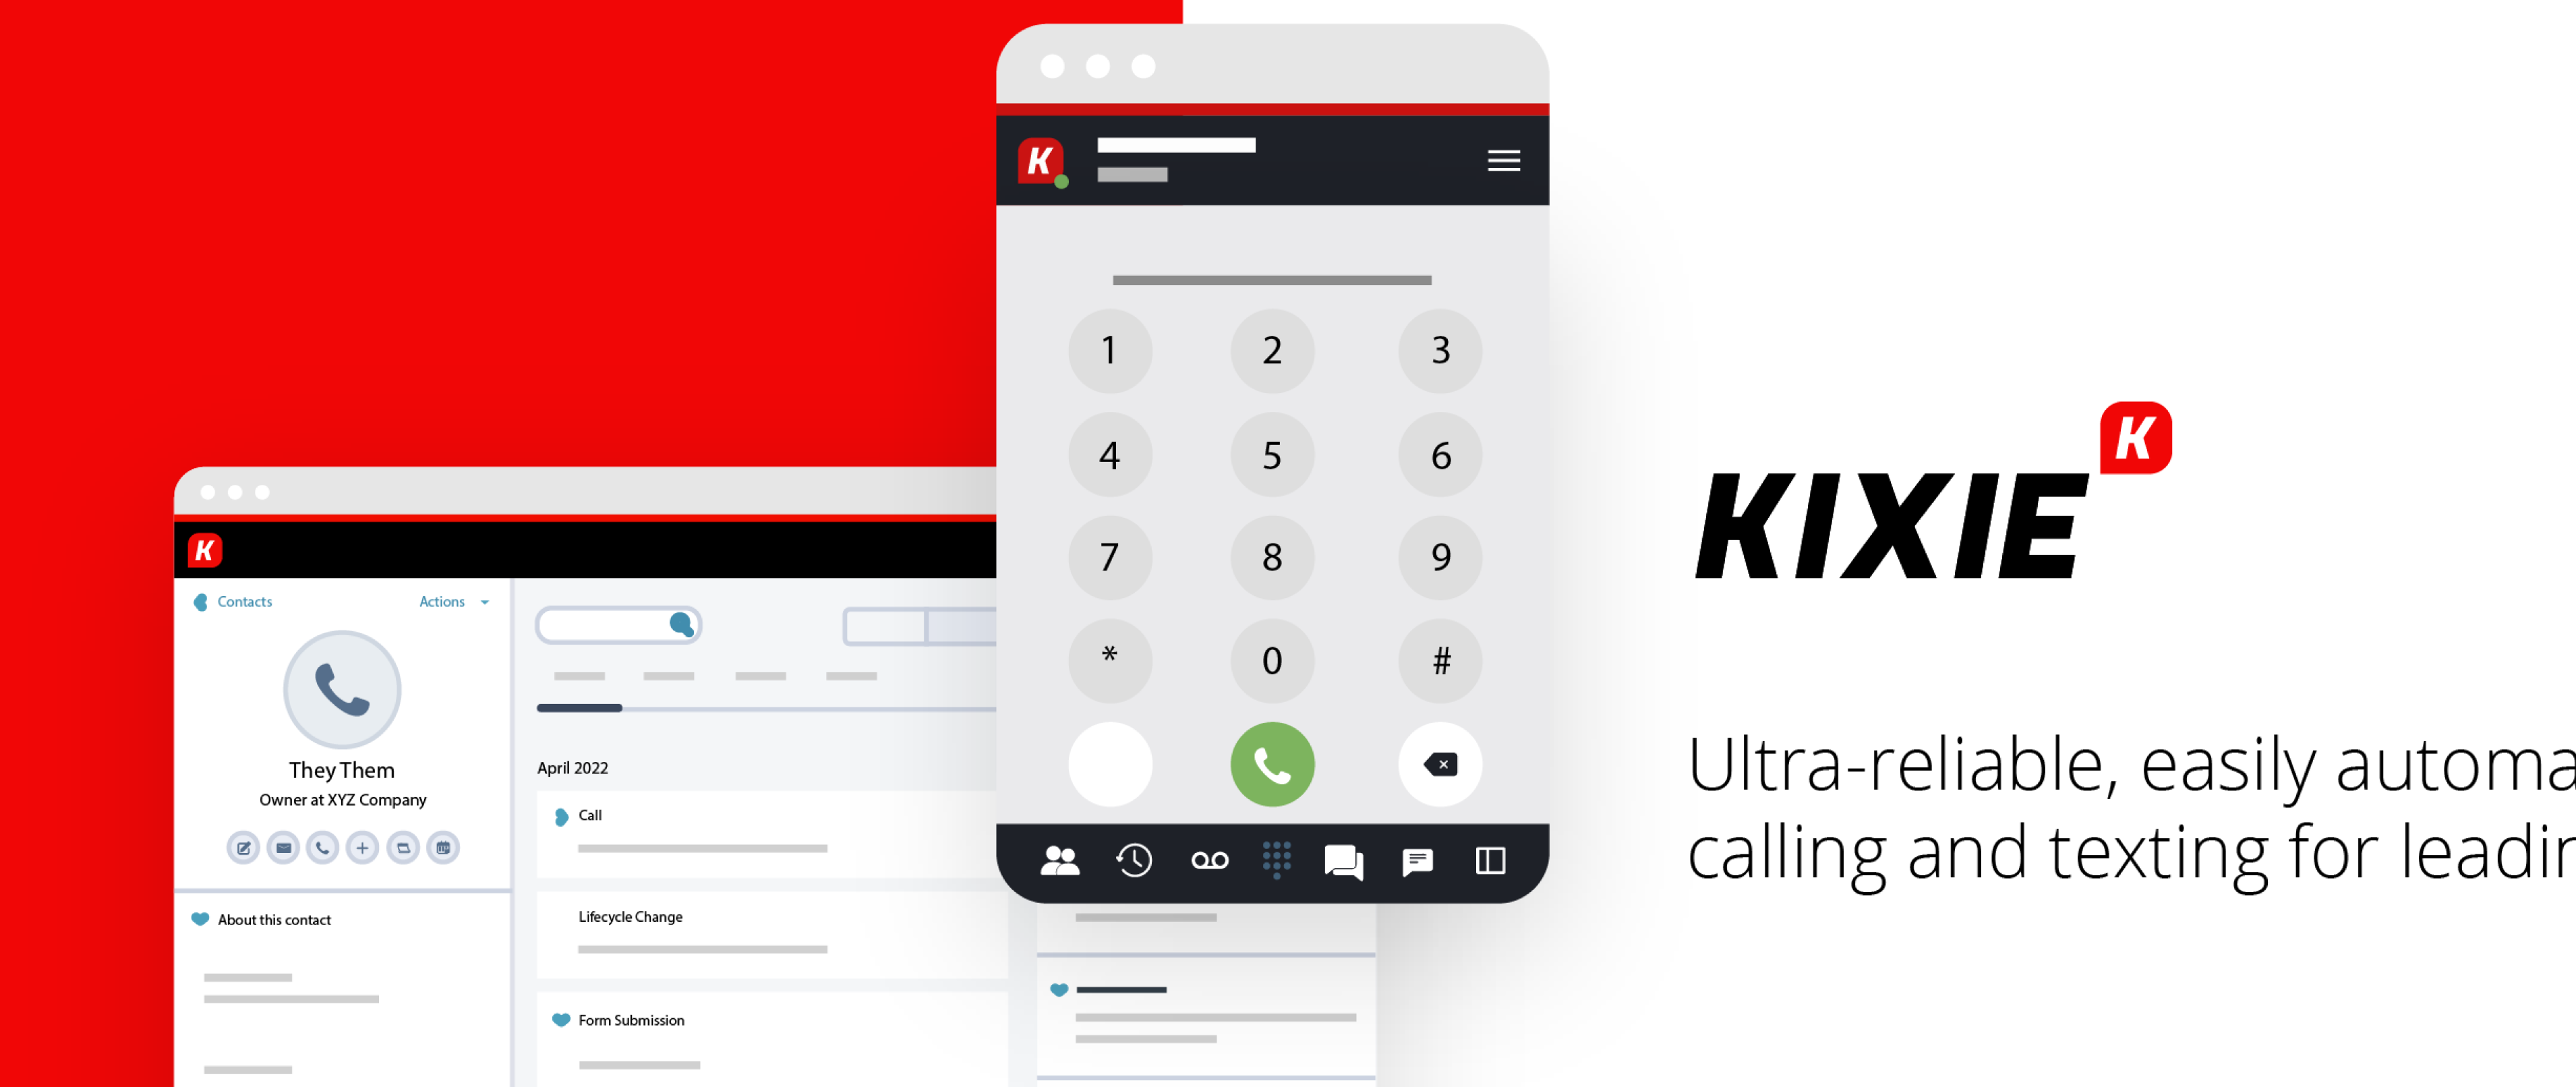 K
1 2 3
4 5 6
7 8 9
* 0 #
K
Contacts Actions
They Them
Owner at XYZ Company
About this contact
April 2022
Call
Lifecycle Change
Form Submission
KIXIE K
Ultra-reliable, easily automa
calling and texting for leadin